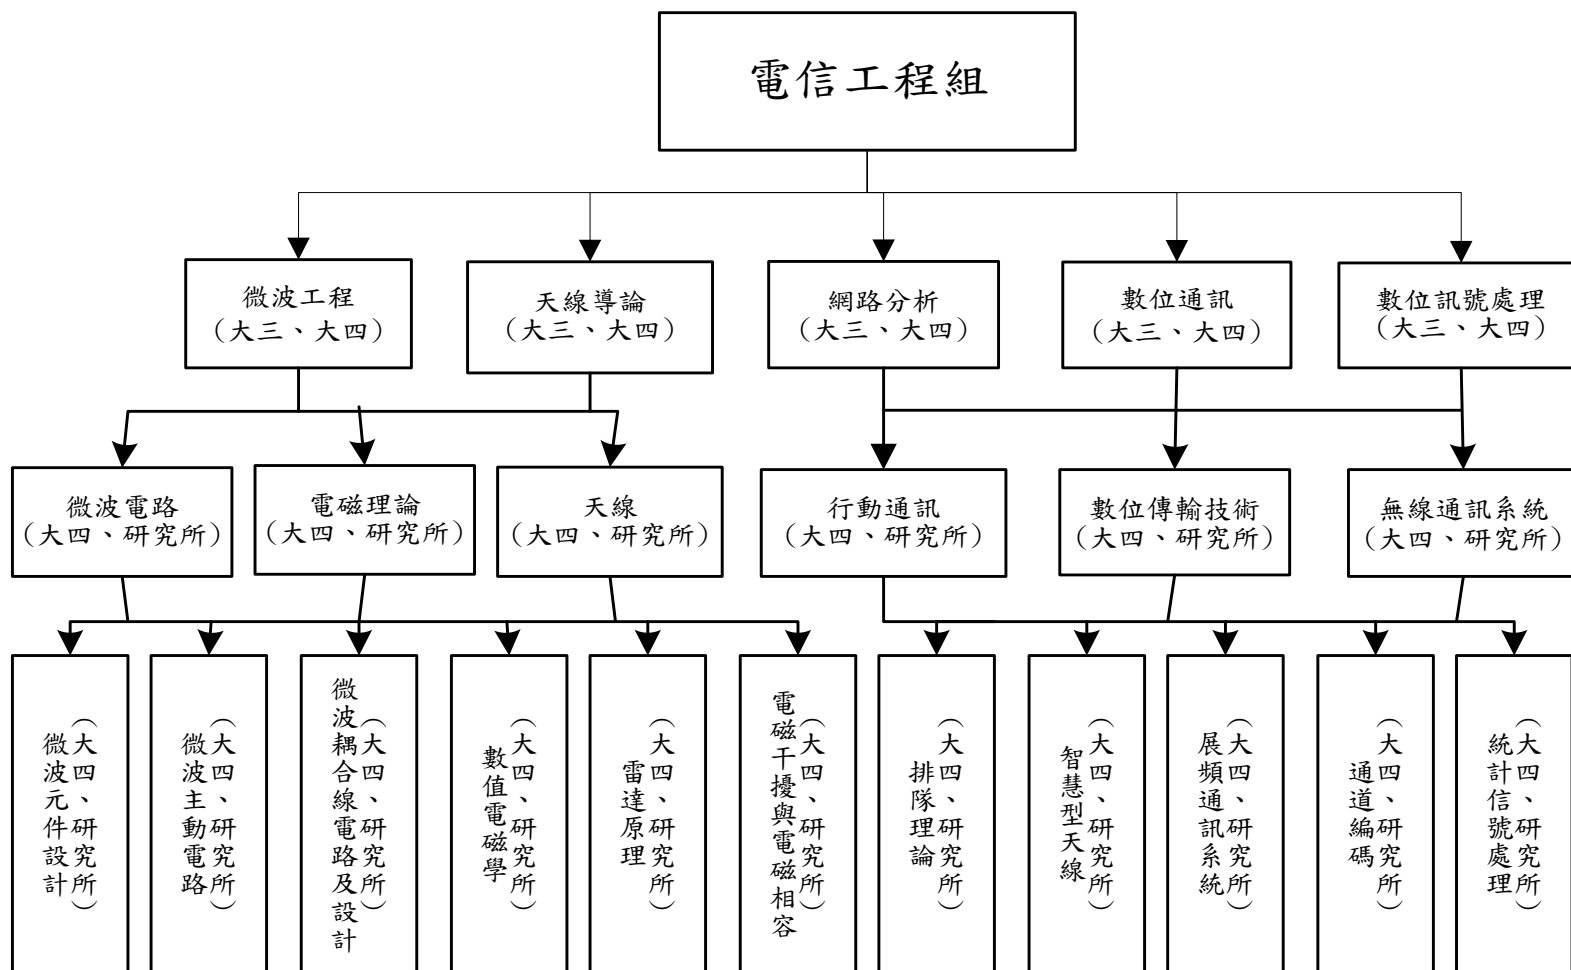 電信工程組
微波工程
（大三、大四）
天線導論
（大三、大四）
網路分析
（大三、大四）
數位通訊
（大三、大四）
數位訊號處理
（大三、大四）
微波電路
（大四、研究所）
電磁理論
（大四、研究所）
天線
（大四、研究所）
行動通訊
（大四、研究所）
數位傳輸技術
（大四、研究所）
無線通訊系統
（大四、研究所）
微波元件設計
（大四、研究所）
微波主動電路
（大四、研究所）
微波耦合線電路及設計
（大四、研究所）
數值電磁學
（大四、研究所）
雷達原理
（大四、研究所）
電磁干擾與電磁相容
（大四、研究所）
排隊理論
（大四、研究所）
智慧型天線
（大四、研究所）
展頻通訊系統
（大四、研究所）
通道編碼
（大四、研究所）
統計信號處理
（大四、研究所）